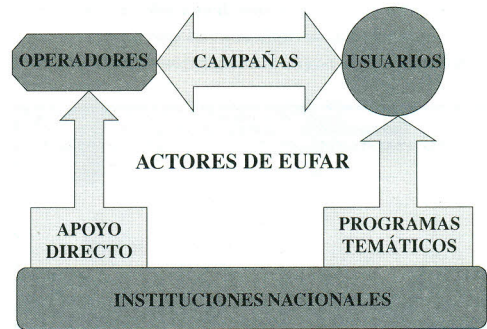 OPERADORES
CAMPAÑAS
USUARIOS
ACTORES DE EUFAR
APOYO
DIRECTO
PROGRAMAS
TEMÁTICOS
INSTITUCIONES NACIONALES